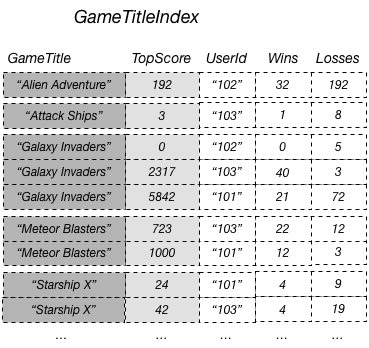 GameTitleIndex
GameTitle TopScore UserId Wins Losses
“Alien Adventure” 192 “102” 32 192
“Attack Ships” 3 “103” 1 8
“Galaxy Invaders” 0 “102” 0 5
“Galaxy Invaders” 2317 “103” 40 3
“Galaxy Invaders” 5842 “101” 21 72
“Meteor Blasters” 723 “103” 22 12
“Meteor Blasters” 1000 “101” 12 3
“Starship X” 24 “101” 4 9
“Starship X” 42 “103” 4 19
... ... ... ... ...